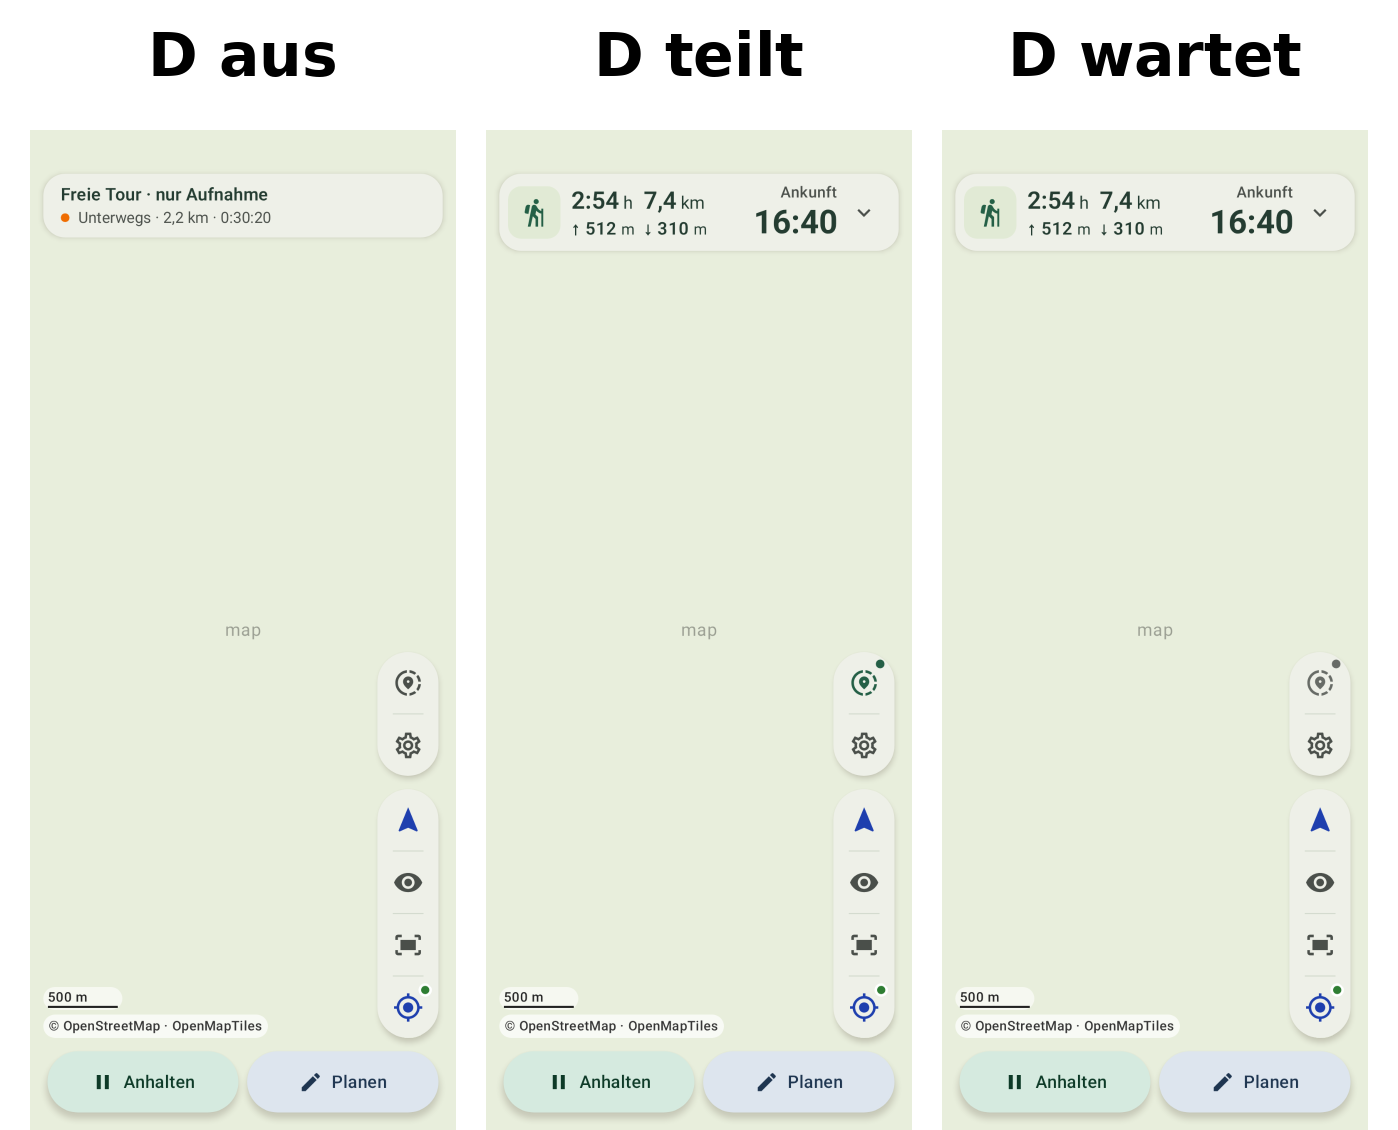 D aus
D teilt
D wartet
Freie Tour · nur Aufnahme
Unterwegs · 2,2 km · 0:30:20
map
500 m
© OpenStreetMap · OpenMapTiles
Anhalten
Planen
2:54 h 7,4 km
↑ 512 m ↓ 310 m
Ankunft
16:40
map
500 m
© OpenStreetMap · OpenMapTiles
Anhalten
Planen
2:54 h 7,4 km
↑ 512 m ↓ 310 m
Ankunft
16:40
map
500 m
© OpenStreetMap · OpenMapTiles
Anhalten
Planen